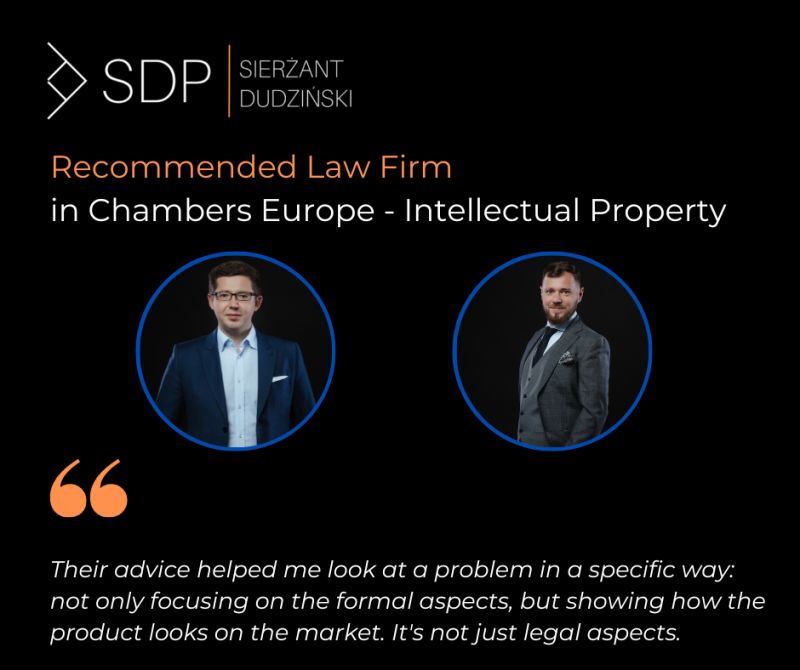 SDP
SIERŻANT
DUDZIŃSKI
Recommended Law Firm
in Chambers Europe - Intellectual Property
“
Their advice helped me look at a problem in a specific way:
not only focusing on the formal aspects, but showing how the
product looks on the market. It's not just legal aspects.